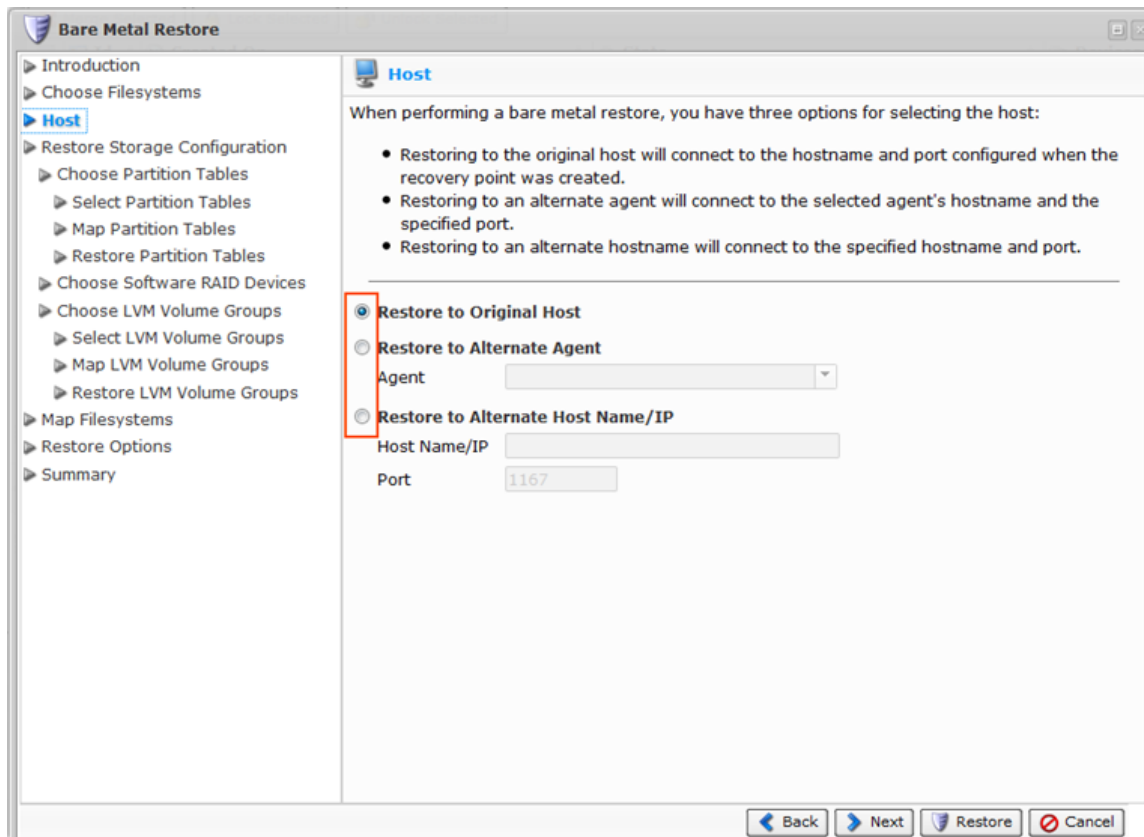 Bare Metal Restore
Introduction
Choose Filesystems
Host
Restore Storage Configuration
Choose Partition Tables
Select Partition Tables
Map Partition Tables
Restore Partition Tables
Choose Software RAID Devices
Choose LVM Volume Groups
Select LVM Volume Groups
Map LVM Volume Groups
Restore LVM Volume Groups
Map Filesystems
Restore Options
Summary
Host
When performing a bare metal restore, you have three options for selecting the host:
• Restoring to the original host will connect to the hostname and port configured when the
recovery point was created.
• Restoring to an alternate agent will connect to the selected agent's hostname and the
specified port.
• Restoring to an alternate hostname will connect to the specified hostname and port.
Restore to Original Host
Restore to Alternate Agent
Agent
Restore to Alternate Host Name/IP
Host Name/IP
Port 1167
Back Next Restore Cancel